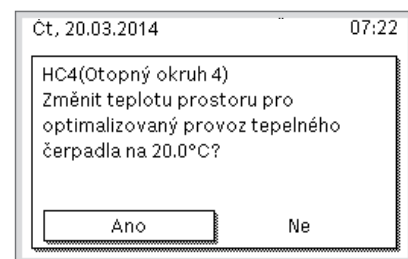 Čt, 20.03.2014 07:22
HC4(Otopný okruh 4)
Změnit teplotu prostoru pro
optimalizovaný provoz tepelného
čerpadla na 20.0°C?
Ano Ne